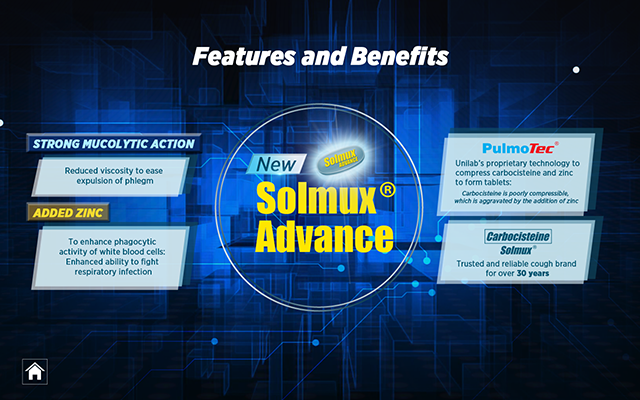 Features and Benefits
STRONG MUCOLYTIC ACTION
Reduced viscosity to ease
expulsion of phlegm
ADDED ZINC
To enhance phagocytic
activity of white blood cells:
Enhanced ability to fight
respiratory infection
New
Solmux
ADVANCE
Solmux®
Advance
PulmoTec®
Unilab's proprietary technology to
compress carbocisteine and zinc
to form tablets:
Carbocisteine is poorly compressible,
which is aggravated by the addition of zinc
Carbocisteine
Solmux®
Trusted and reliable cough brand
for over 30 years